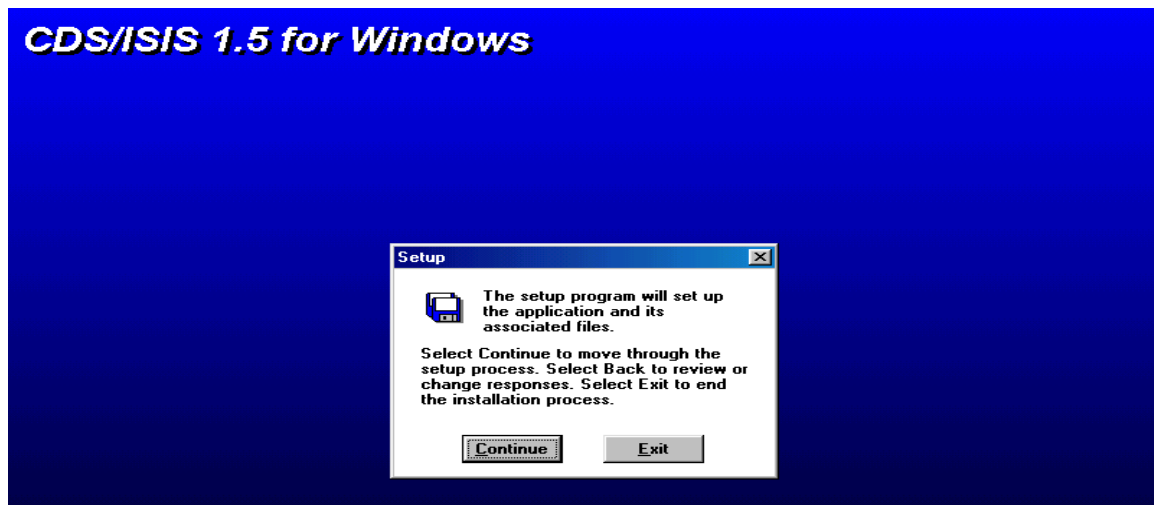 CDS/ISIS 1.5 for Windows
Setup
The setup program will set up
the application and its
associated files.
Select Continue to move through the
setup process. Select Back to review or
change responses. Select Exit to end
the installation process.
Continue
Exit